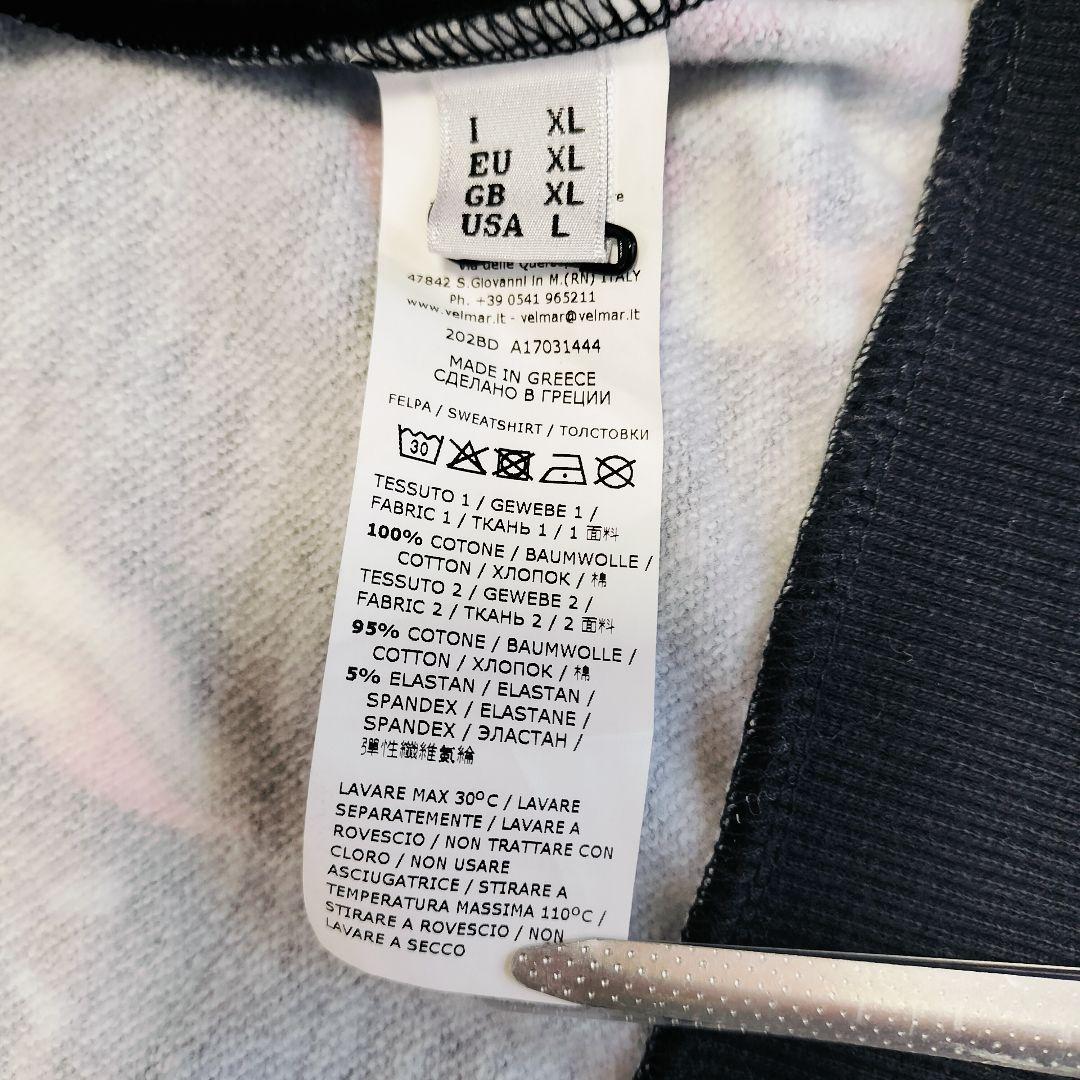 I XL
EU XL
GB XL
USA L
e
Via delle Querce
47842 S.Giovanni in M.(RN) ITALY
Ph. +39 0541 965211
www.velmar.it - velmar@velmar.it
202BD A17031444
MADE IN GREECE
СДЕЛАНО В ГРЕЦИИ
FELPA / SWEATSHIRT / ТОЛСТОВКИ
30
TESSUTO 1 / GEWEBE 1 /
FABRIC 1 / ТКАНЬ 1 / 1 面料
100% COTONE / BAUMWOLLE /
COTTON / ХЛОПОК / 棉
TESSUTO 2 / GEWEBE 2 /
FABRIC 2 / ТКАНЬ 2 / 2 面料
95% COTONE / BAUMWOLLE /
COTTON / ХЛОПОК / 棉
5% ELASTAN / ELASTAN /
SPANDEX / ELASTANE /
SPANDEX / ЭЛАСТАН /
彈性纖維氨綸
LAVARE MAX 30ºC / LAVARE
SEPARATEMENTE / LAVARE A
ROVESCIO / NON TRATTARE CON
CLORO / NON USARE
ASCIUGATRICE / STIRARE A
TEMPERATURA MASSIMA 110ºC /
STIRARE A ROVESCIO / NON
LAVARE A SECCO